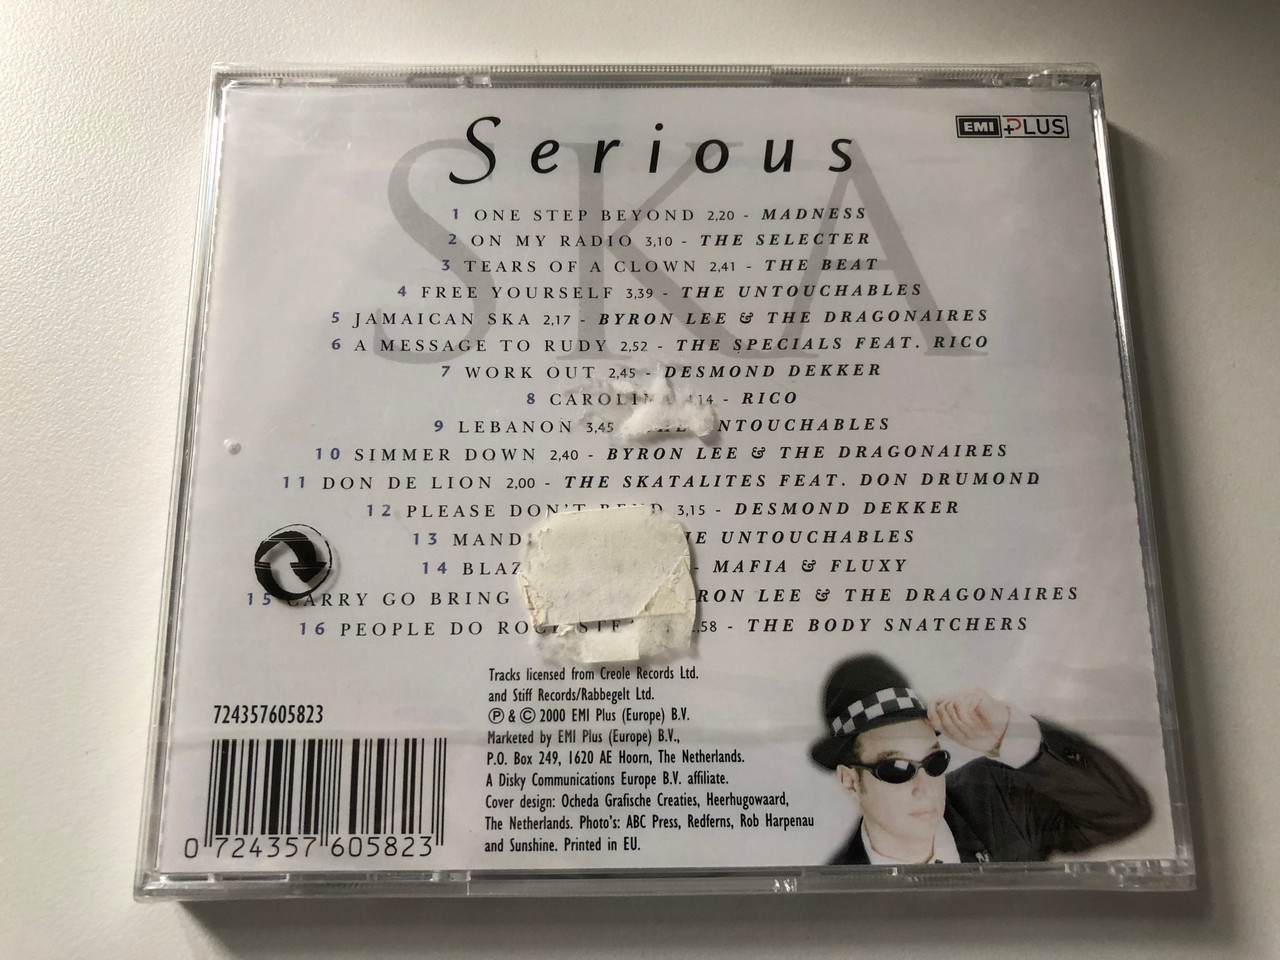 Serious
SKA
EMI PLUS
1 ONE STEP BEYOND 2,20 - MADNESS
2 ON MY RADIO 3,10 - THE SELECTER
3 TEARS OF A CLOWN 2,41 - THE BEAT
4 FREE YOURSELF 3,39 - THE UNTOUCHABLES
5 JAMAICAN SKA 2,17 - BYRON LEE & THE DRAGONAIRES
6 A MESSAGE TO RUDY 2,52 - THE SPECIALS FEAT. RICO
7 WORK OUT 2,45 - DESMOND DEKKER
8 CAROLINA - RICO
9 LEBANON 3,45 UNTOUCHABLES
10 SIMMER DOWN 2,40 - BYRON LEE & THE DRAGONAIRES
11 DON DE LION 2,00 - THE SKATALITES FEAT. DON DRUMOND
12 PLEASE DON'T BEND 3,15 - DESMOND DEKKER
13 UNTOUCHABLES
14 - MAFIA & FLUXY
15 CARRY GO BRING LEE & THE DRAGONAIRES
16 PEOPLE DO - THE BODY SNATCHERS
Tracks licensed from Creole Records Ltd.
and Stiff Records/Rabbegelt Ltd.
Ⓟ & © 2000 EMI Plus (Europe) B.V.
Marketed by EMI Plus (Europe) B.V.,
P.O. Box 249, 1620 AE Hoorn, The Netherlands.
A Disky Communications Europe B.V. affiliate.
Cover design: Ocheda Grafische Creaties, Heerhugowaard,
The Netherlands. Photo's: ABC Press, Redferns, Rob Harpenau
and Sunshine. Printed in EU.
724357605823
0 724357 605823